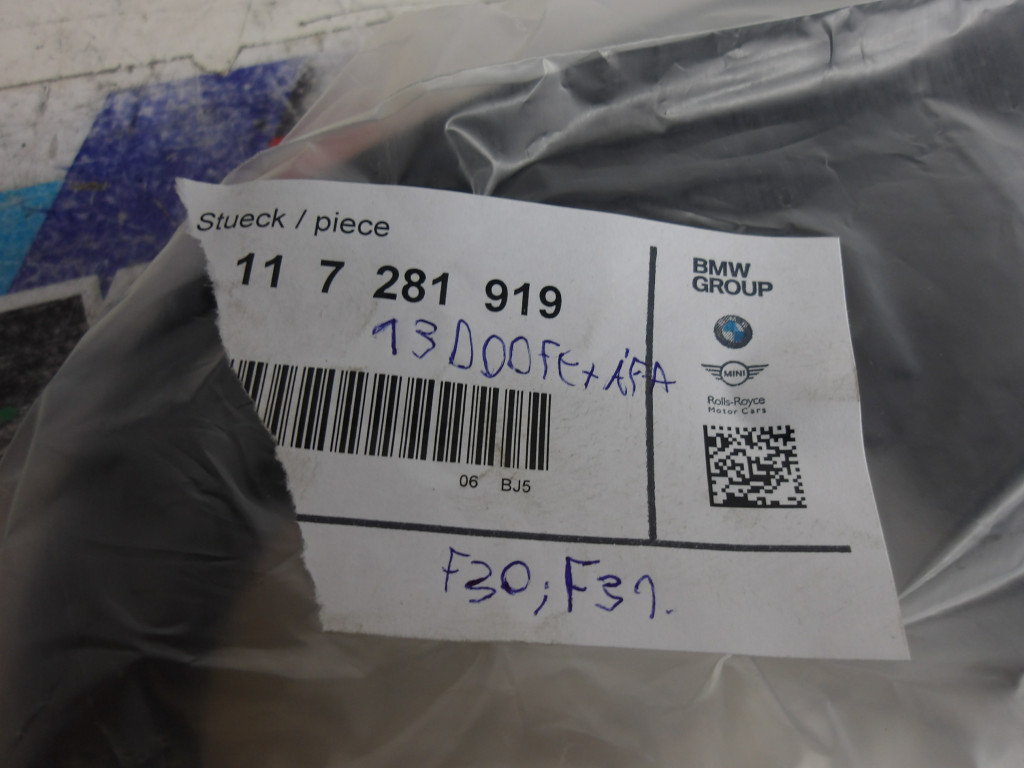 Stueck / piece
11 7 281 919
BMW
GROUP
MINI
Rolls-Royce
Motor Cars
06 BJ5
F30; F31.